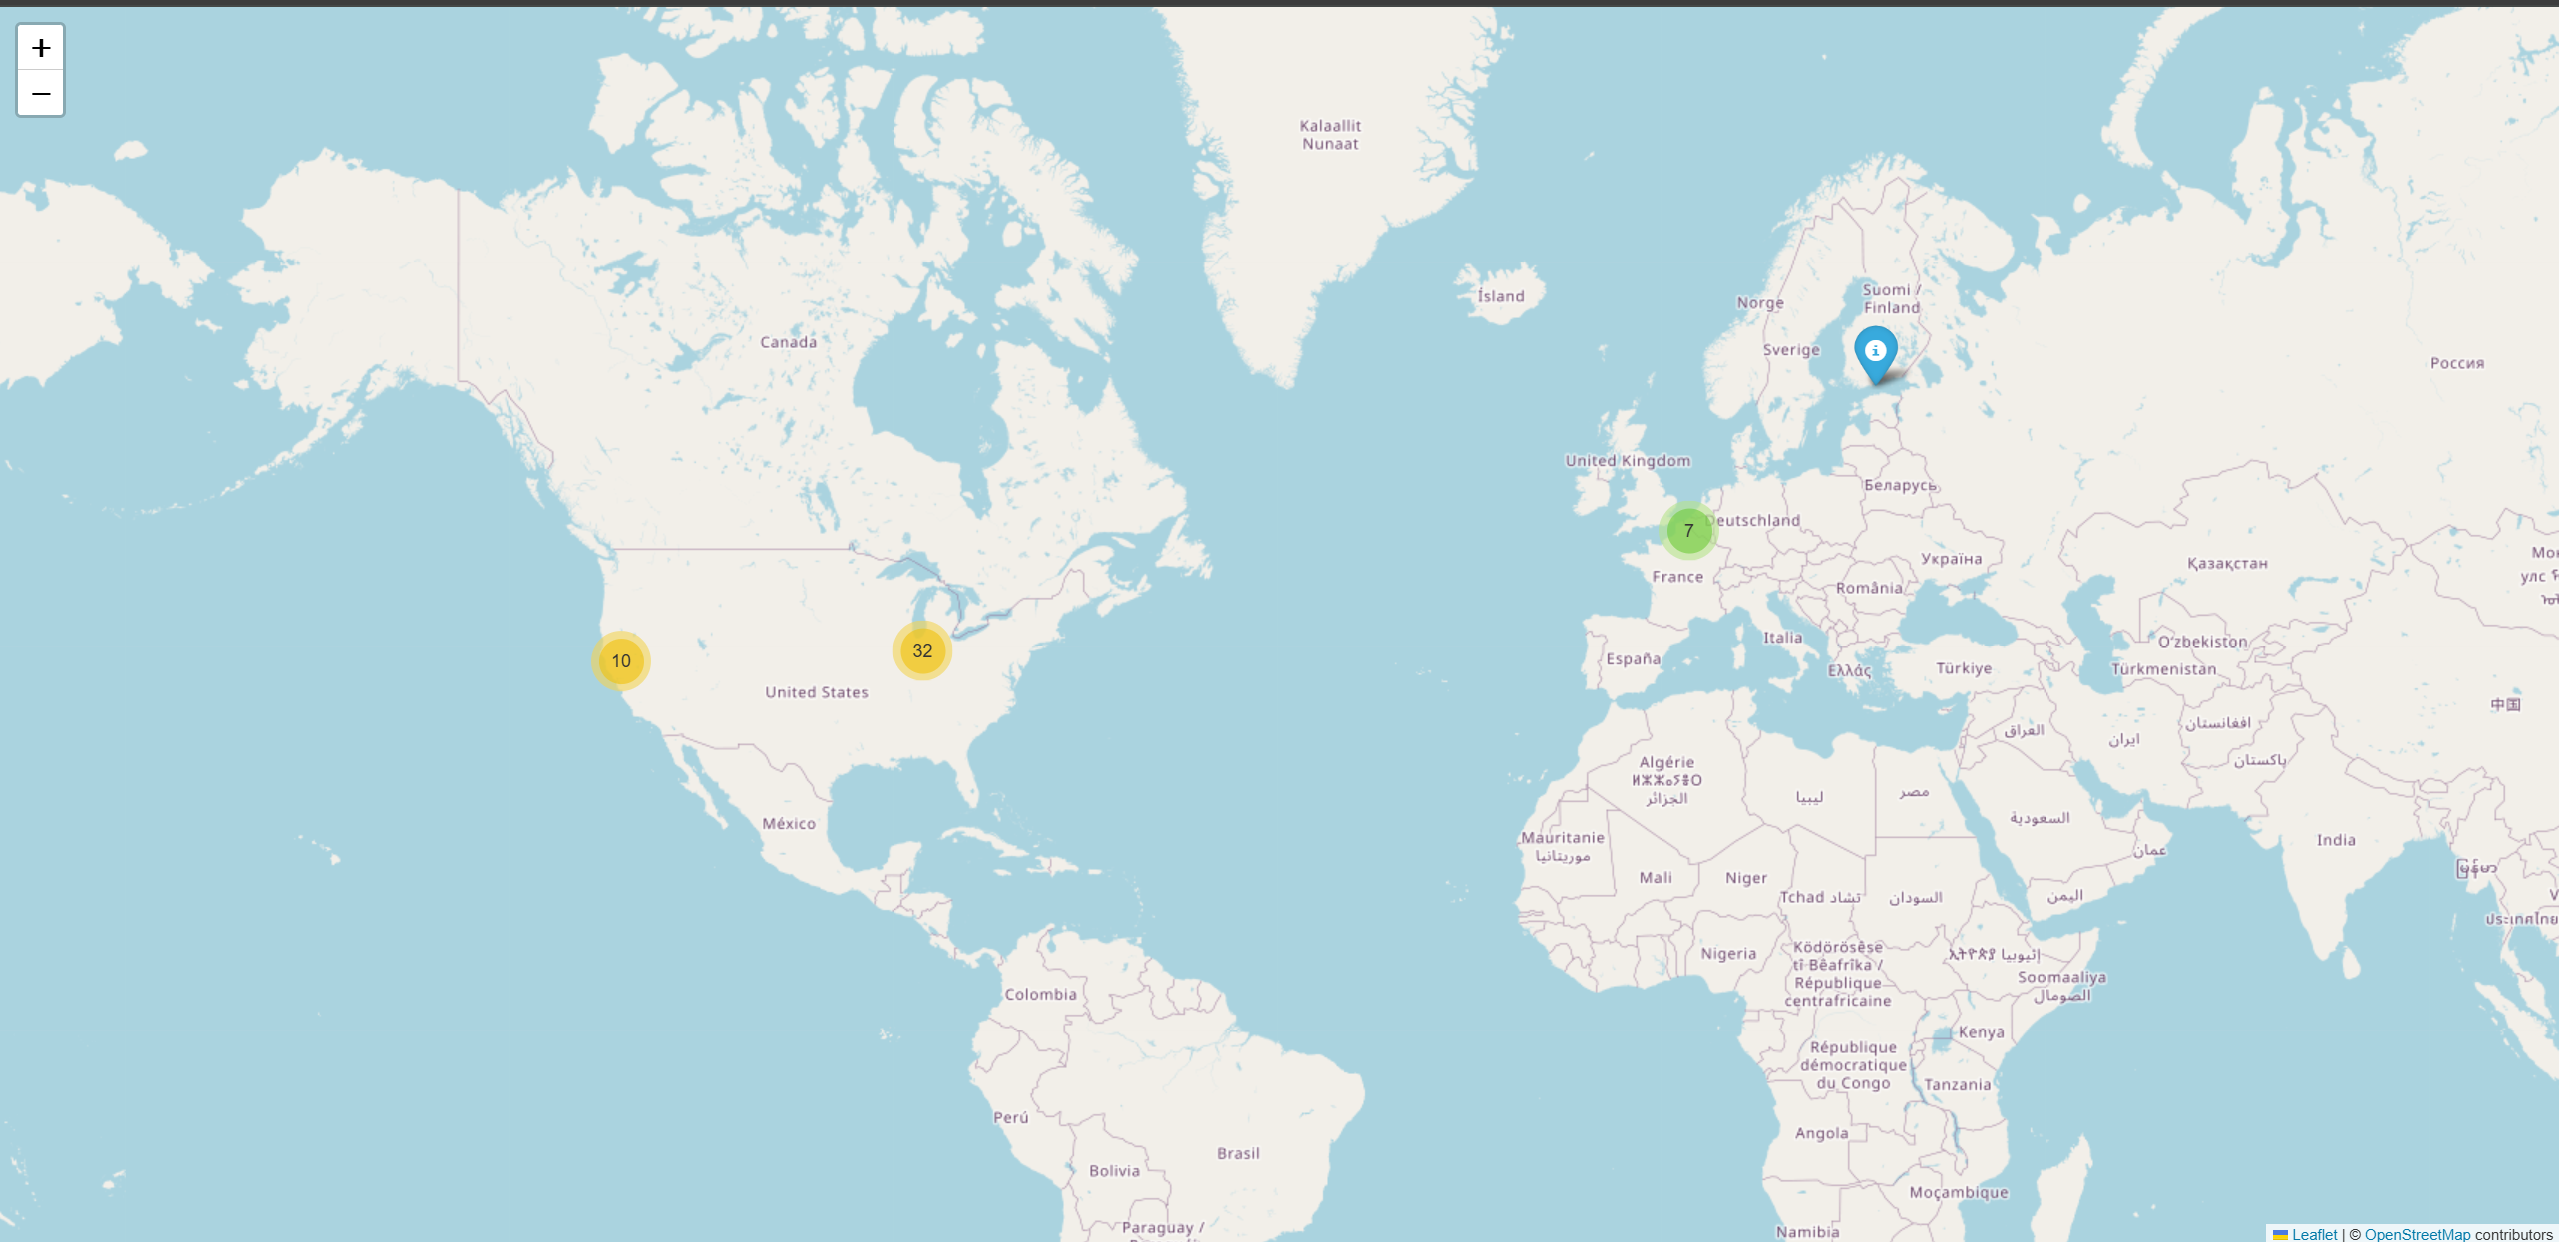 +
−
Kalaallit
Nunaat
Ísland
Suomi /
Finland
Norge
Canada
Sverige
Россия
United Kingdom
Беларусь
7
Deutschland
Україна
Қазақстан
France
România
10
32
Italia
O‘zbekiston
España
Ελλάς
Türkiye
Türkmenistan
United States
中国
افغانستان
العراق
ایران
پاکستان
Algérie
ⵍⵣⵣⴰⵢⴻⵔ
الجزائر
ليبيا
مصر
México
السعودية
Mauritanie
موريتانيا
India
عمان
Mali
Niger
Tchad تشاد
السودان
اليمن
Nigeria
Ködörösêse
tî Bêafrîka /
République
centrafricaine
ኢትዮጵያ إثيوبيا
Soomaaliya
الصومال
Colombia
Kenya
République
démocratique
du Congo
Tanzania
Perú
Angola
Brasil
Bolivia
Moçambique
Paraguay /
Namibia
Leaflet | © OpenStreetMap contributors